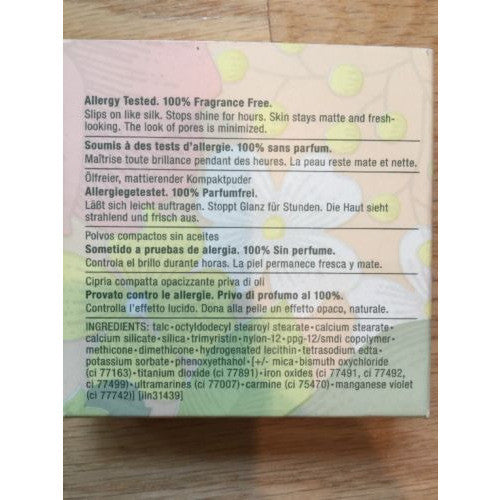 Allergy Tested. 100% Fragrance Free.
Slips on like silk. Stops shine for hours. Skin stays matte and fresh-
looking. The look of pores is minimized.
Soumis à des tests d'allergie. 100% sans parfum.
Maîtrise toute brillance pendant des heures. La peau reste mate et nette.
Ölfreier, mattierender Kompaktpuder
Allergiegetestet. 100% Parfumfrei.
Läßt sich leicht auftragen. Stoppt Glanz für Stunden. Die Haut sieht
strahlend und frisch aus.
Polvos compactos sin aceites
Sometido a pruebas de alergia. 100% Sin perfume.
Controla el brillo durante horas. La piel permanece fresca y mate.
Cipria compatta opacizzante priva di oli
Provato contro le allergie. Privo di profumo al 100%.
Controlla l'effetto lucido. Dona alla pelle un effetto opaco, naturale.
INGREDIENTS: talc•octyldodecyl stearoyl stearate•calcium stearate•
calcium silicate•silica•trimyristin•nylon-12•ppg-12/smdi copolymer•
methicone•dimethicone•hydrogenated lecithin•tetrasodium edta•
potassium sorbate•phenoxyethanol•[+/- mica•bismuth oxychloride
(ci 77163)•titanium dioxide (ci 77891)•iron oxides (ci 77491, ci 77492,
ci 77499)•ultramarines (ci 77007)•carmine (ci 75470)•manganese violet
(ci 77742)] [iln31439]